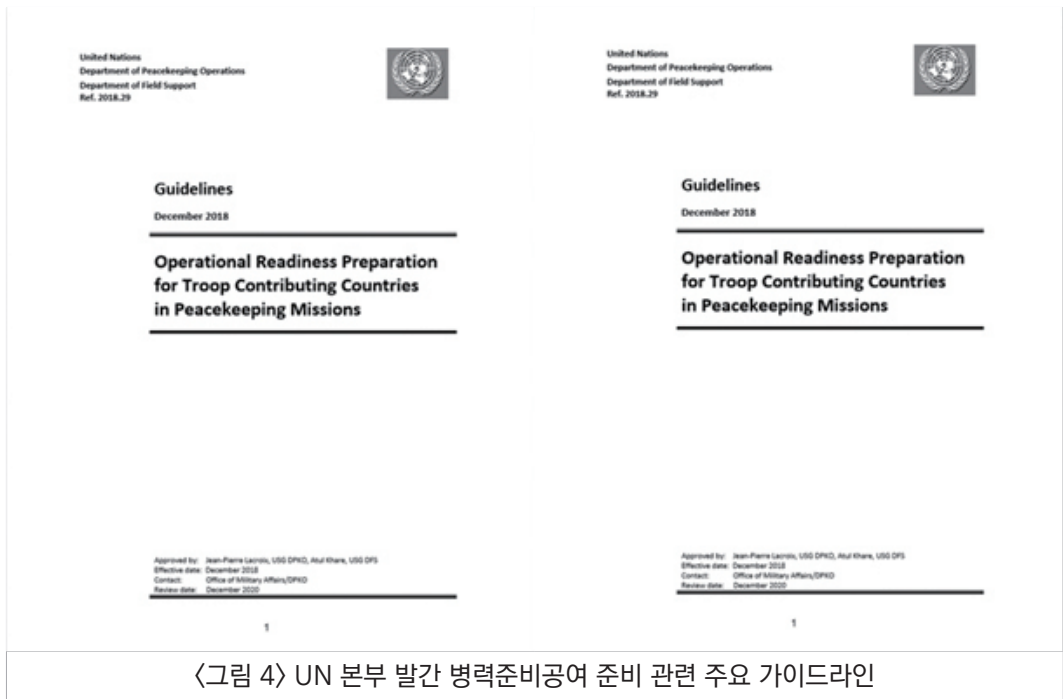 United Nations
Department of Peacekeeping Operations
Department of Field Support
Ref. 2018.29
Guidelines
December 2018
Operational Readiness Preparation
for Troop Contributing Countries
in Peacekeeping Missions
Approved by: Jean-Pierre Lacroix, USG DPKO, Atul Khare, USG DFS
Effective date: December 2018
Contact: Office of Military Affairs/DPKO
Review date: December 2020
1
United Nations
Department of Peacekeeping Operations
Department of Field Support
Ref. 2018.29
Guidelines
December 2018
Operational Readiness Preparation
for Troop Contributing Countries
in Peacekeeping Missions
Approved by: Jean-Pierre Lacroix, USG DPKO, Atul Khare, USG DFS
Effective date: December 2018
Contact: Office of Military Affairs/DPKO
Review date: December 2020
1
〈그림 4〉 UN 본부 발간 병력준비공여 준비 관련 주요 가이드라인